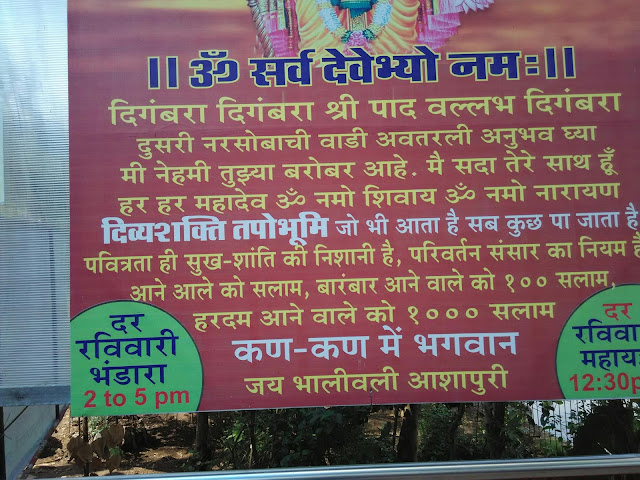 ॥ ॐ सर्व देवेभ्यो नमः॥
दिगंबरा दिगंबरा श्री पाद वल्लभ दिगंबरा
दुसरी नरसोबाची वाडी अवतरली अनुभव घ्या
मी नेहमी तुझ्या बरोबर आहे. मै सदा तेरे साथ हूँ
हर हर महादेव ॐ नमो शिवाय ॐ नमो नारायण
दिव्यशक्ति तपोभूमि जो भी आता है सब कुछ पा जाता है
पवित्रता ही सुख-शांति की निशानी है, परिवर्तन संसार का नियम है
आने आले को सलाम, बारंबार आने वाले को १०० सलाम,
हरदम आने वाले को १००० सलाम
कण-कण में भगवान
जय भालीवली आशापुरी
दर
रविवारी
भंडारा
2 to 5 pm
दर
12:30p